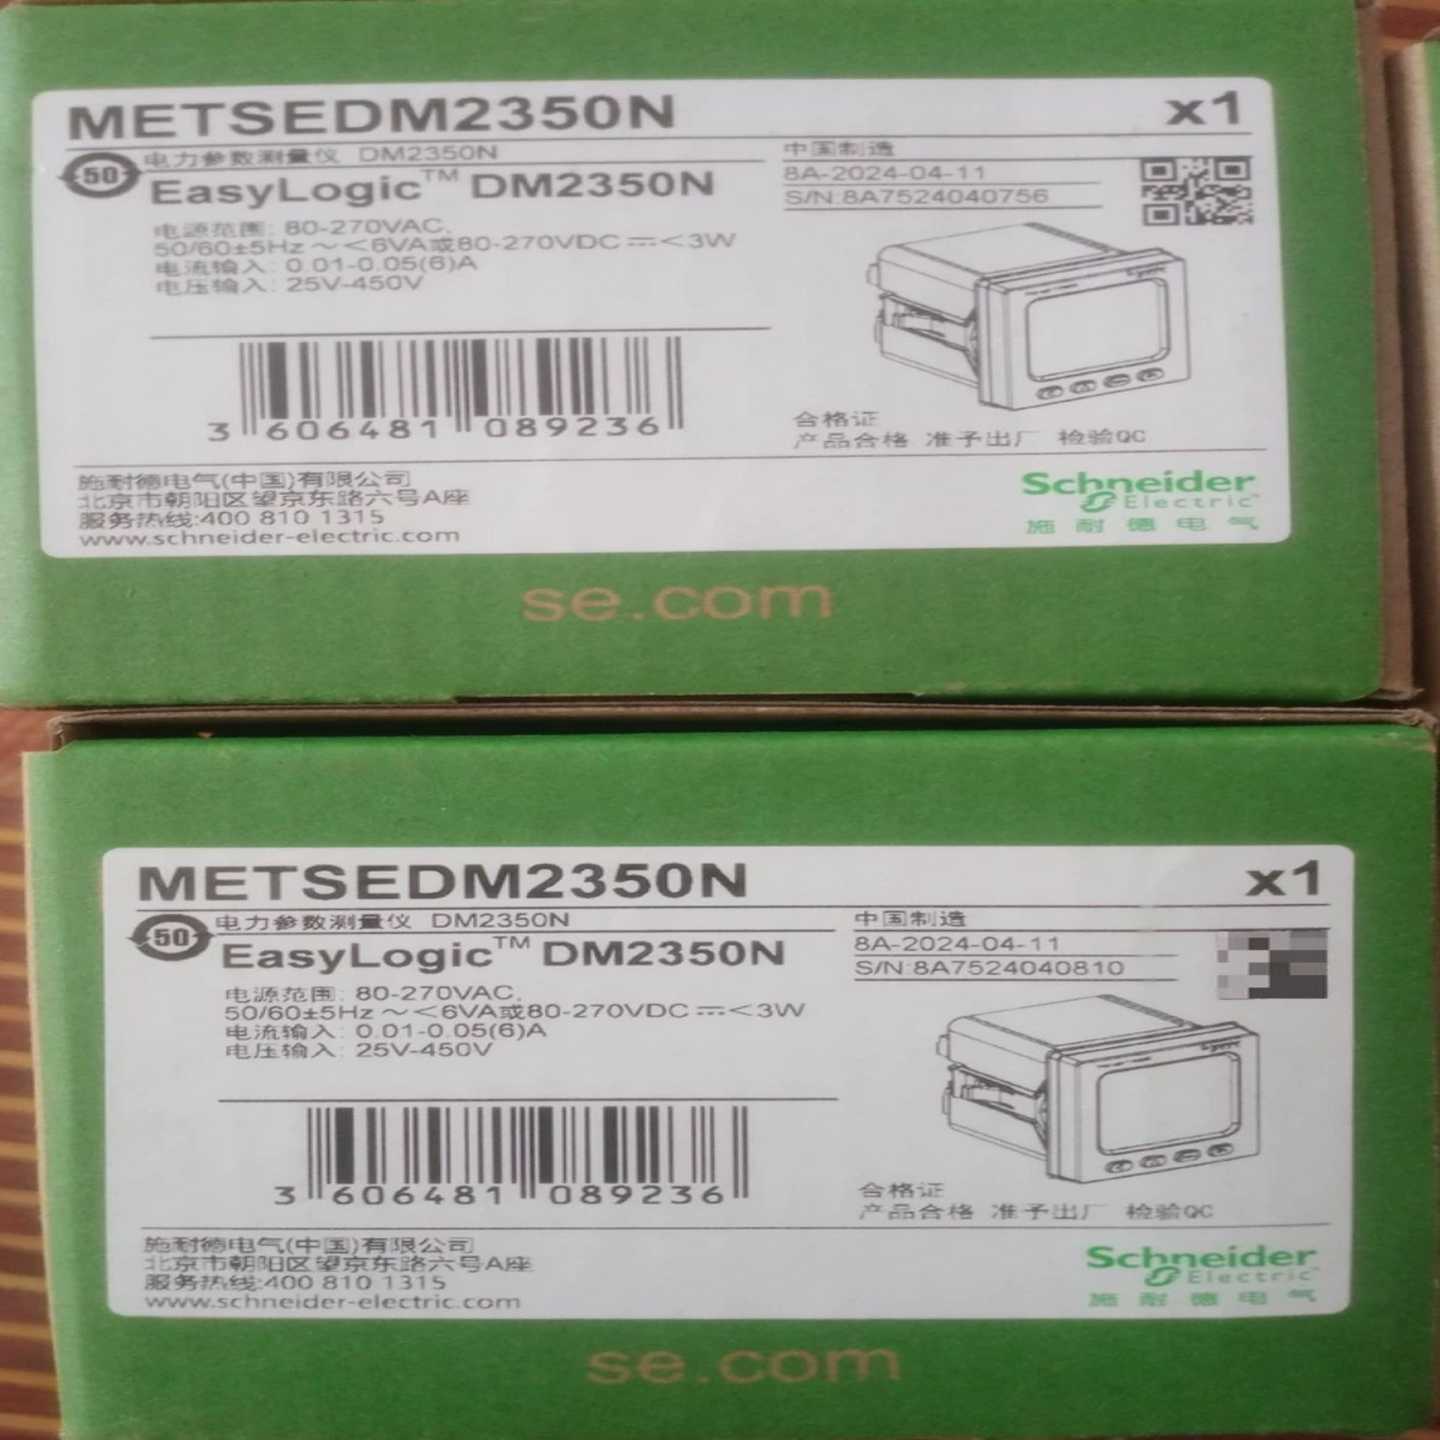 METSEDM2350N
x1
50
电力参数测量仪 DM2350N
EasyLogic™ DM2350N
电源范围: 80-270VAC,
50/60±5Hz ～<6VA或80-270VDC ⎓<3W
电流输入: 0.01-0.05(6)A
电压输入: 25V-450V
中国制造
8A-2024-04-11
S/N:8A7524040756
3 606481 089236
合格证
产品合格 准予出厂 检验QC
施耐德电气(中国)有限公司
北京市朝阳区望京东路六号A座
服务热线:400 810 1315
www.schneider-electric.com
Schneider
Electric™
施耐德电气
se.com
METSEDM2350N
x1
50
电力参数测量仪 DM2350N
EasyLogic™ DM2350N
电源范围: 80-270VAC,
50/60±5Hz ～<6VA或80-270VDC ⎓<3W
电流输入: 0.01-0.05(6)A
电压输入: 25V-450V
中国制造
8A-2024-04-11
S/N:8A7524040810
3 606481 089236
合格证
产品合格 准予出厂 检验QC
施耐德电气(中国)有限公司
北京市朝阳区望京东路六号A座
服务热线:400 810 1315
www.schneider-electric.com
Schneider
Electric™
施耐德电气
se.com